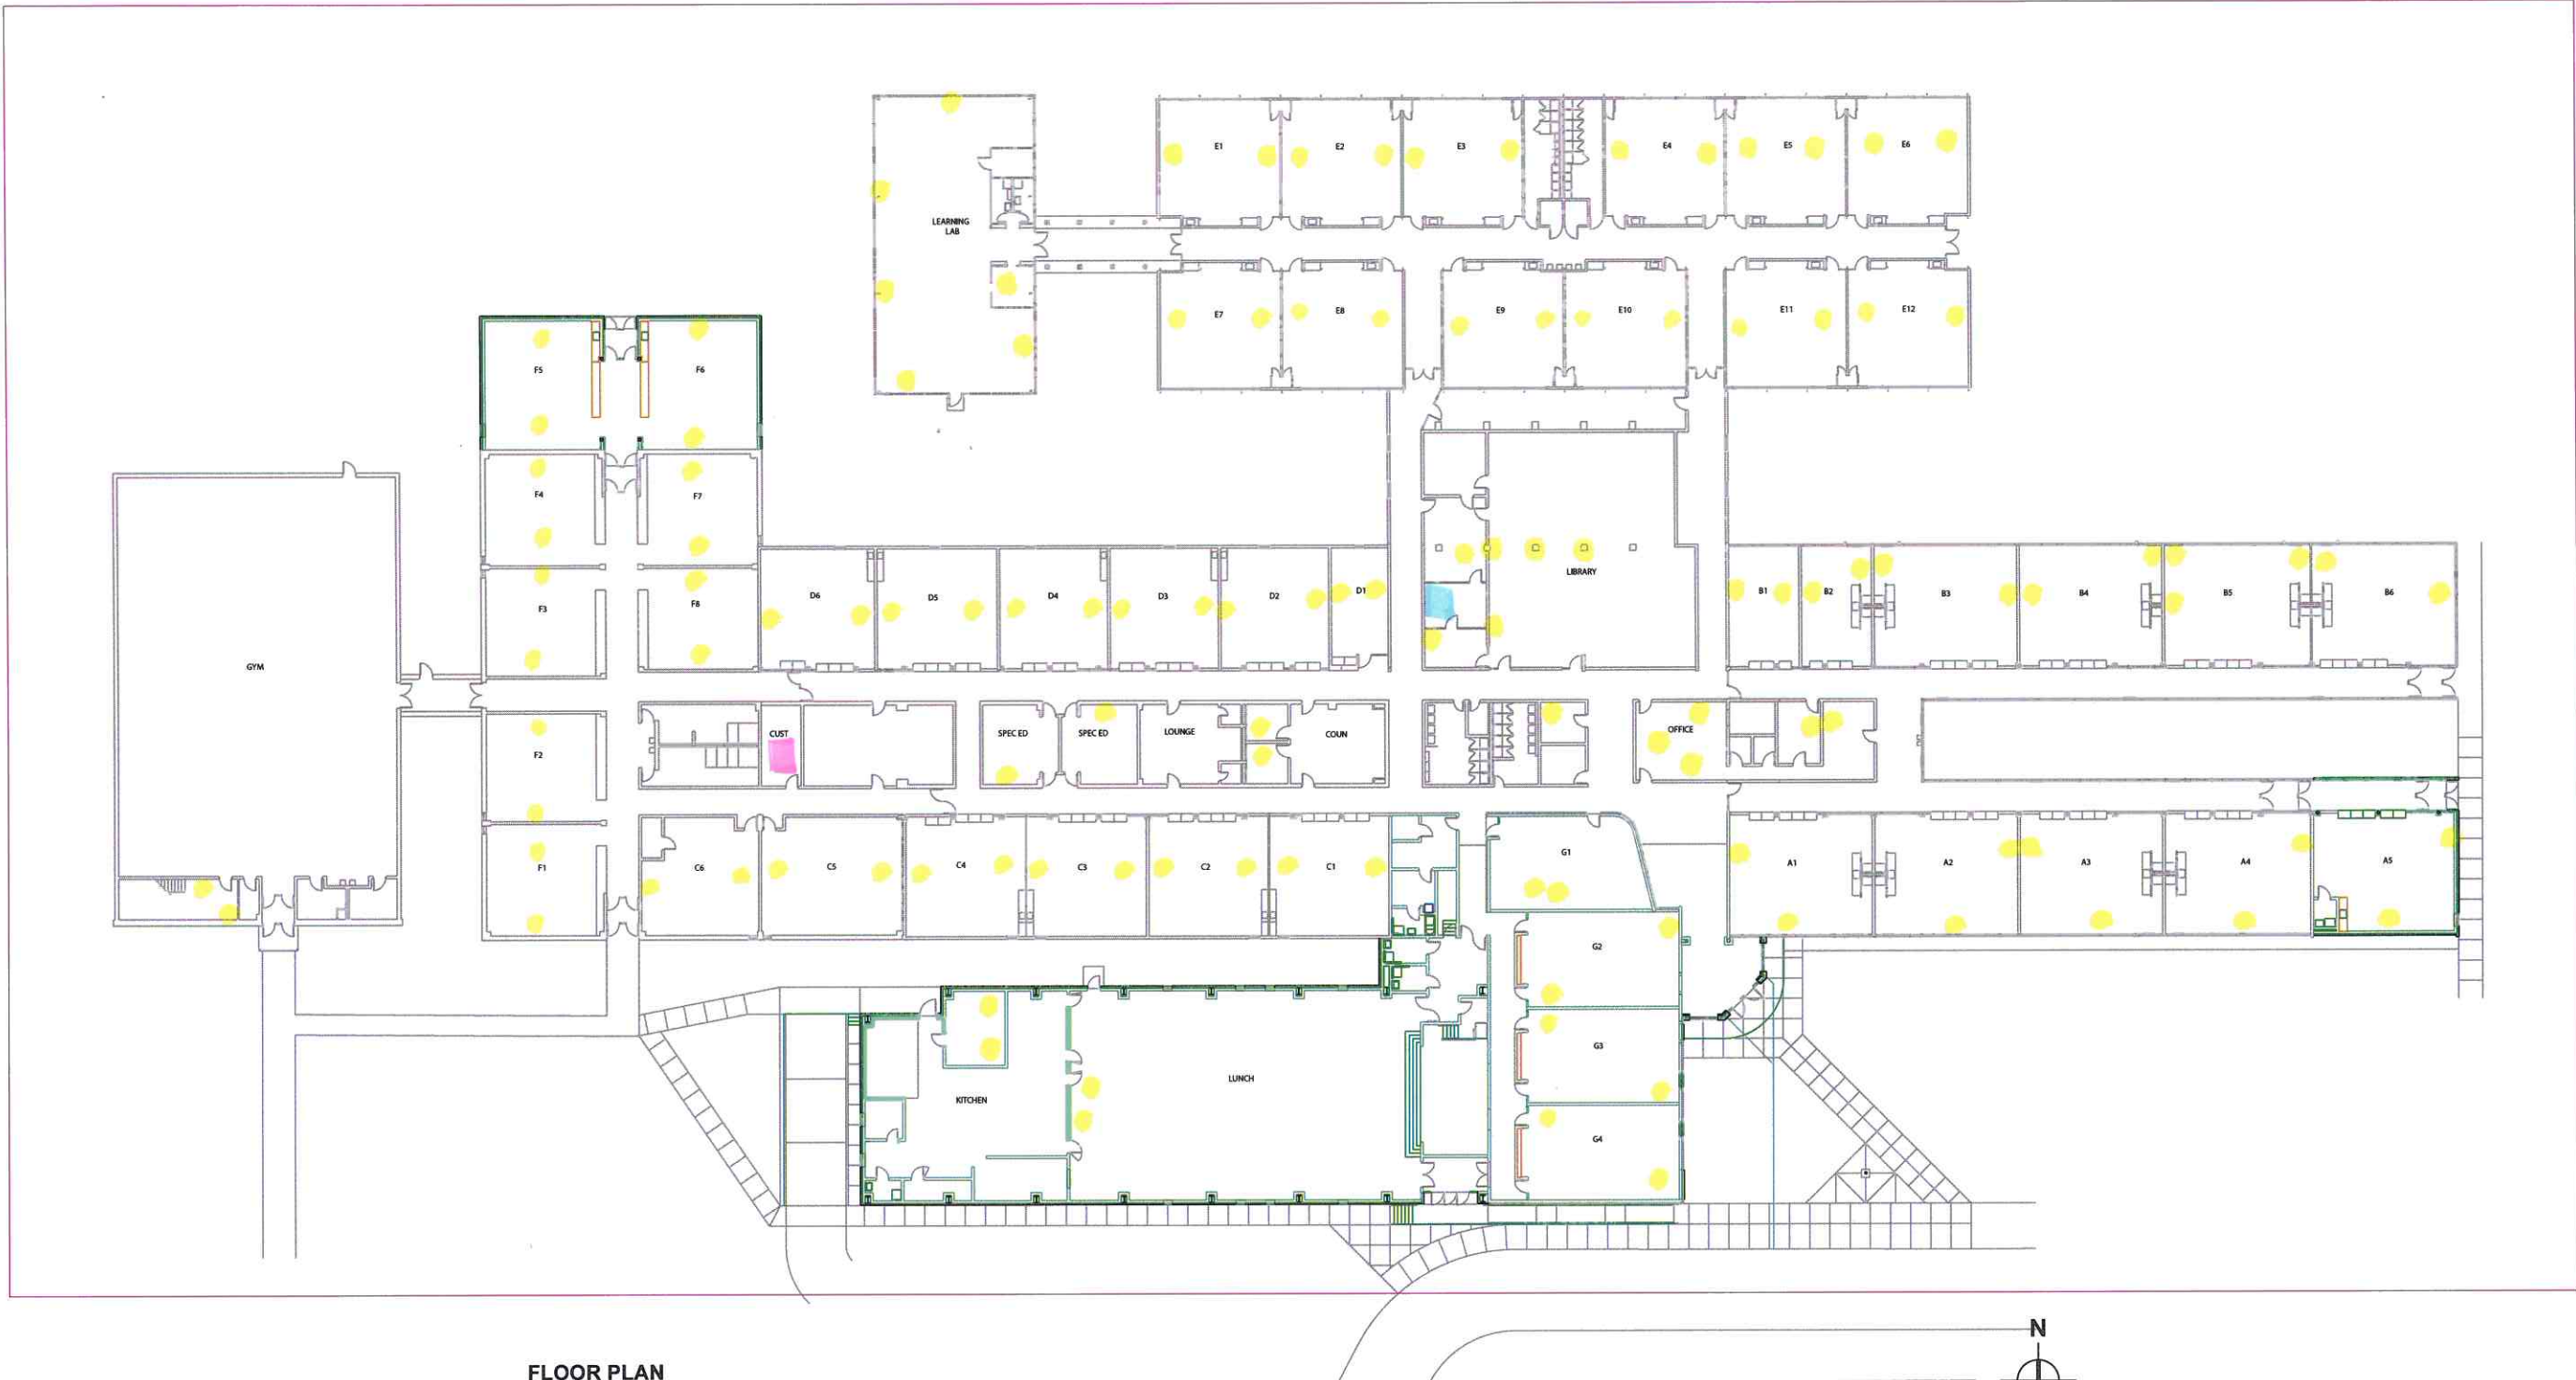 E1
E2
E3
E4
E5
E6
LEARNING
LAB
E7
E8
E9
E10
E11
E12
F5
F6
F4
F7
F3
F8
D6
D5
D4
D3
D2
D1
LIBRARY
B1
B2
B3
B4
B5
B6
GYM
F2
CUST
SPEC ED
SPEC ED
LOUNGE
COUN
OFFICE
F1
C6
C5
C4
C3
C2
C1
G1
A1
A2
A3
A4
A5
G2
G3
G4
KITCHEN
LUNCH
N
FLOOR PLAN